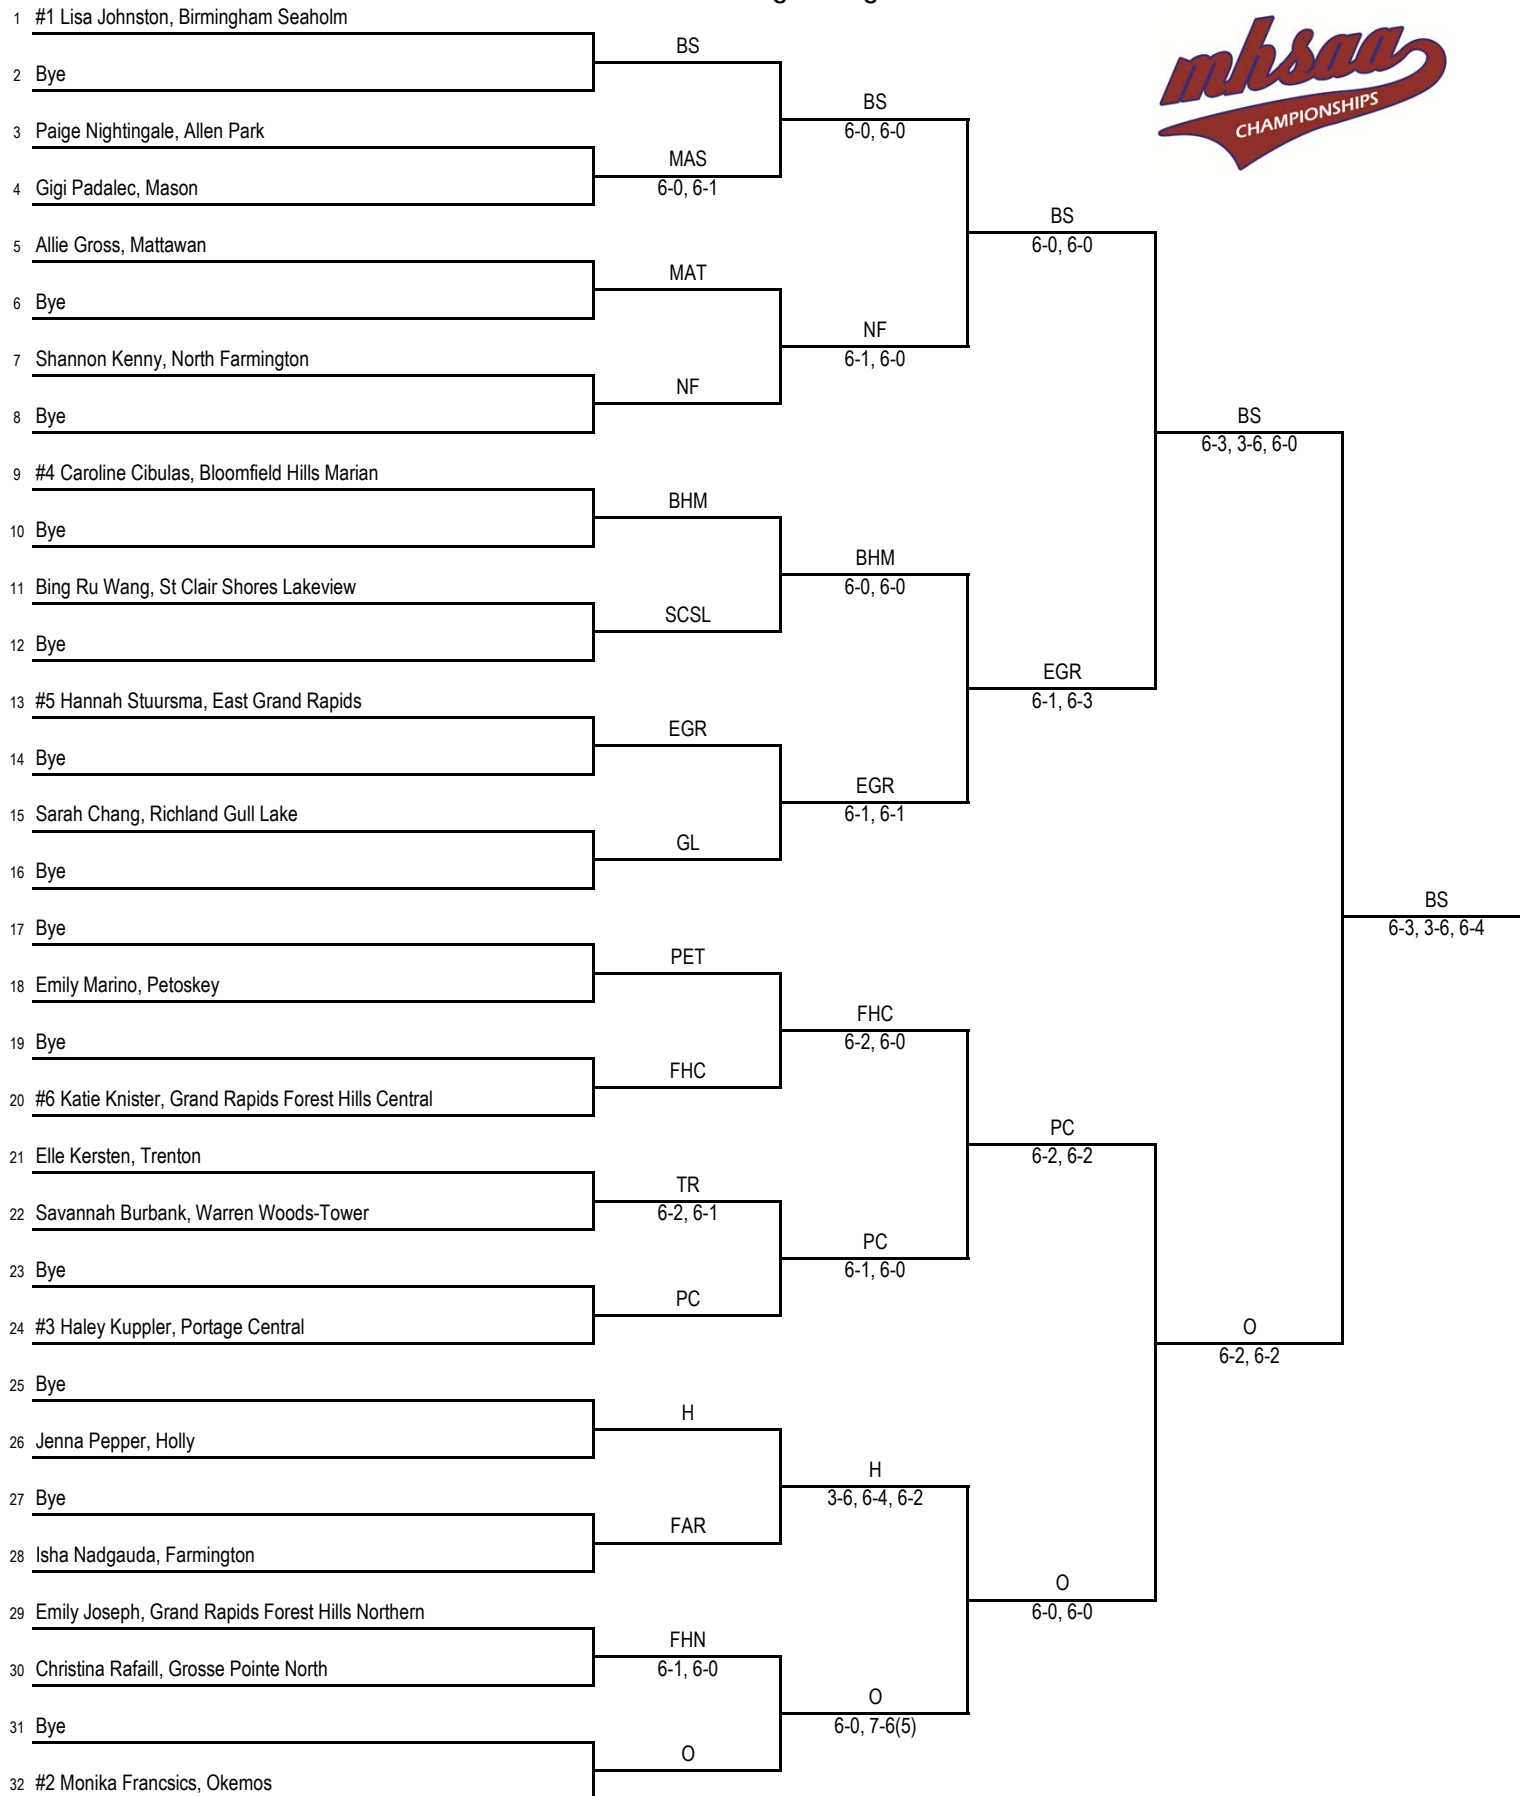 1 #1 Lisa Johnston, Birmingham Seaholm
BS
2 Bye
BS
6-0, 6-0
3 Paige Nightingale, Allen Park
MAS
6-0, 6-1
4 Gigi Padalec, Mason
BS
6-0, 6-0
5 Allie Gross, Mattawan
MAT
6 Bye
NF
6-1, 6-0
7 Shannon Kenny, North Farmington
NF
8 Bye
BS
6-3, 3-6, 6-0
9 #4 Caroline Cibulas, Bloomfield Hills Marian
BHM
10 Bye
BHM
6-0, 6-0
11 Bing Ru Wang, St Clair Shores Lakeview
SCSL
12 Bye
EGR
6-1, 6-3
13 #5 Hannah Stuursma, East Grand Rapids
EGR
14 Bye
EGR
6-1, 6-1
15 Sarah Chang, Richland Gull Lake
GL
16 Bye
BS
6-3, 3-6, 6-4
17 Bye
PET
18 Emily Marino, Petoskey
FHC
6-2, 6-0
19 Bye
FHC
20 #6 Katie Knister, Grand Rapids Forest Hills Central
PC
6-2, 6-2
21 Elle Kersten, Trenton
TR
6-2, 6-1
22 Savannah Burbank, Warren Woods-Tower
PC
6-1, 6-0
23 Bye
PC
24 #3 Haley Kuppler, Portage Central
O
6-2, 6-2
25 Bye
H
26 Jenna Pepper, Holly
H
3-6, 6-4, 6-2
27 Bye
FAR
28 Isha Nadgauda, Farmington
O
6-0, 6-0
29 Emily Joseph, Grand Rapids Forest Hills Northern
FHN
6-1, 6-0
30 Christina Rafaill, Grosse Pointe North
O
6-0, 7-6(5)
31 Bye
O
32 #2 Monika Francsics, Okemos
mhsaa
CHAMPIONSHIPS